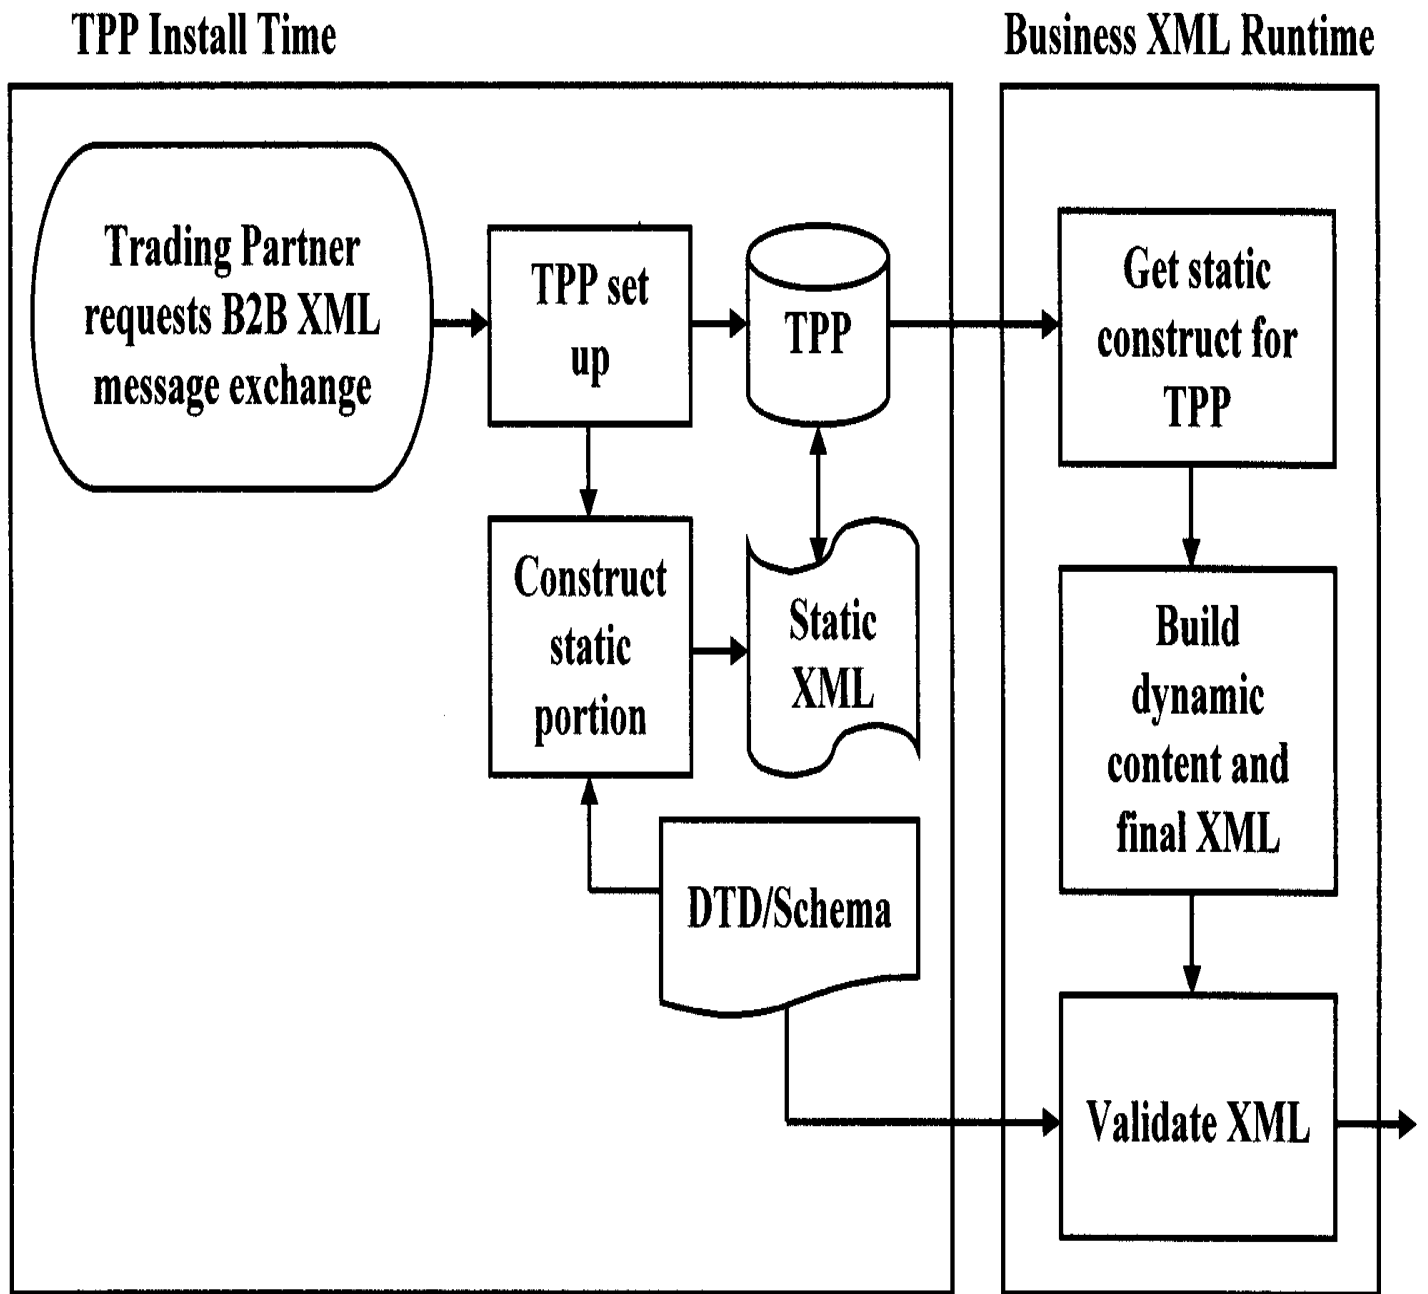 TPP Install Time
Business XML Runtime
Trading Partner
requests B2B XML
message exchange
TPP set
up
TPP
Get static
construct for
TPP
Construct
static
portion
Static
XML
Build
dynamic
content and
final XML
DTD/Schema
Validate XML